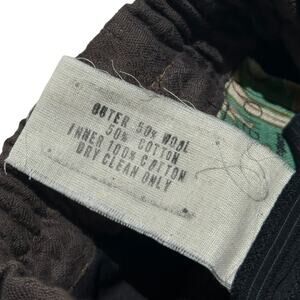 OUTER 50% WOOL
50% COTTON
INNER 100% COTTON
DRY CLEAN ONLY